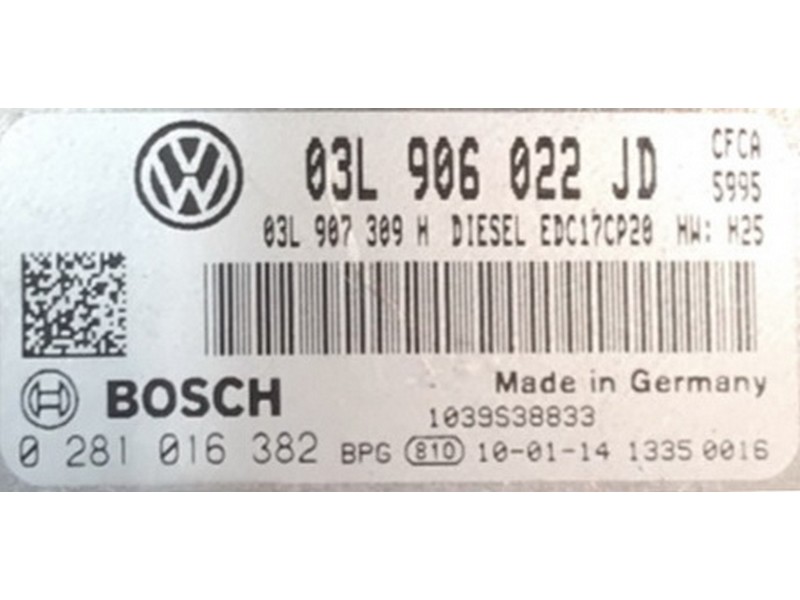 03L 906 022 JD CFCA
5995
03L 907 309 H DIESEL EDC17CP20 HW: H25
Made in Germany
BOSCH
1039S38833
0 281 016 382 BPG 810 10-01-14 1335 0016